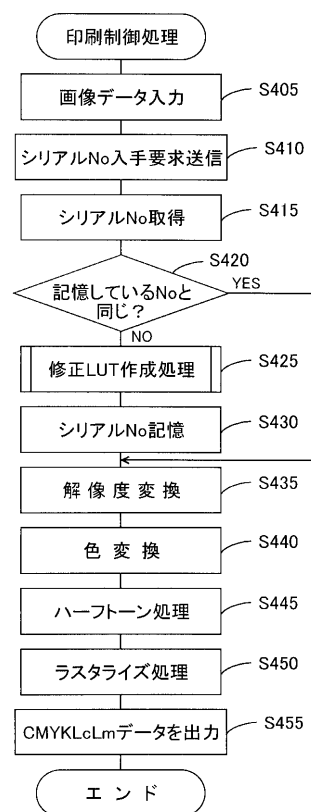 印刷制御処理
画像データ入力
S405
シリアルNo入手要求送信
S410
シリアルNo取得
S415
S420
記憶しているNoと
同じ?
YES
NO
修正LUT作成処理
S425
シリアルNo記憶
S430
解像度変換
S435
色変換
S440
ハーフトーン処理
S445
ラスタライズ処理
S450
CMYKLcLmデータを出力
S455
エンド